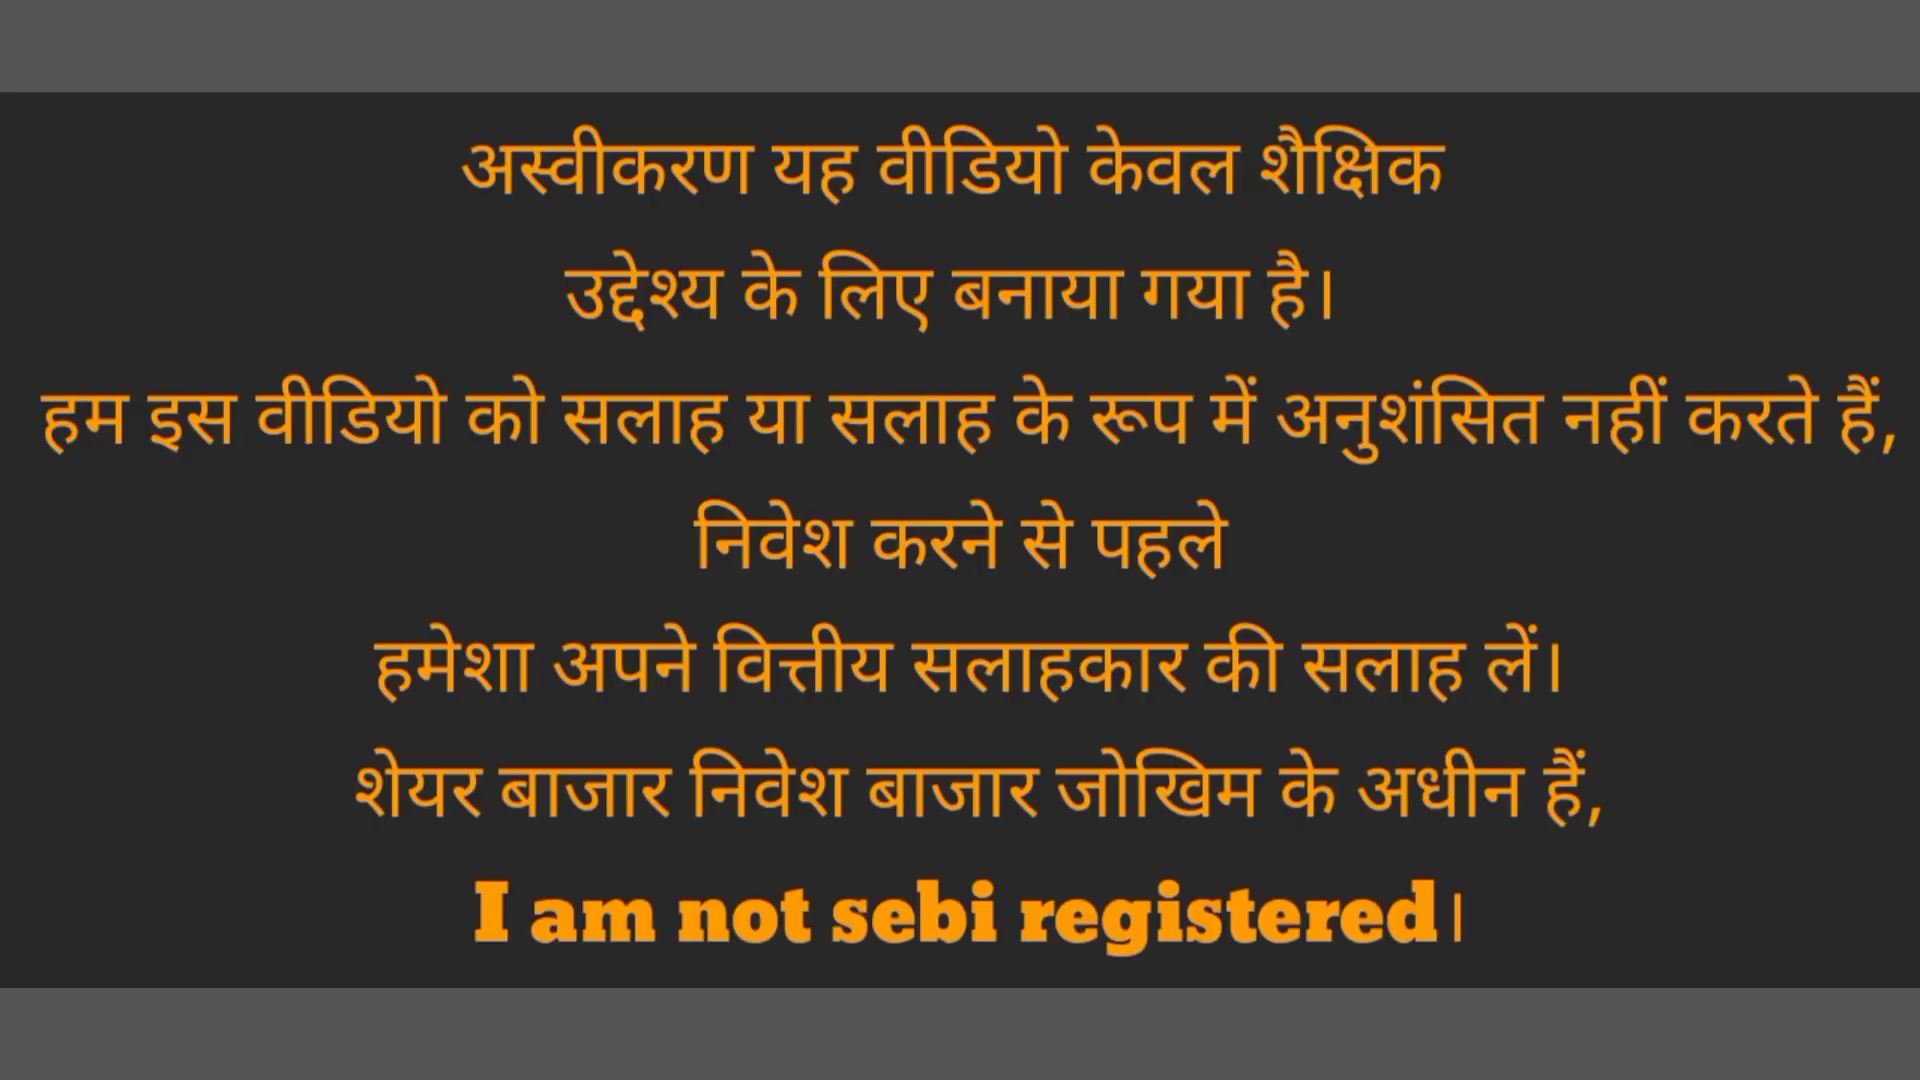 अस्वीकरण यह वीडियो केवल शैक्षिक
उद्देश्य के लिए बनाया गया है।
हम इस वीडियो को सलाह या सलाह के रूप में अनुशंसित नहीं करते हैं,
निवेश करने से पहले
हमेशा अपने वित्तीय सलाहकार की सलाह लें।
शेयर बाजार निवेश बाजार जोखिम के अधीन हैं,
I am not sebi registered।